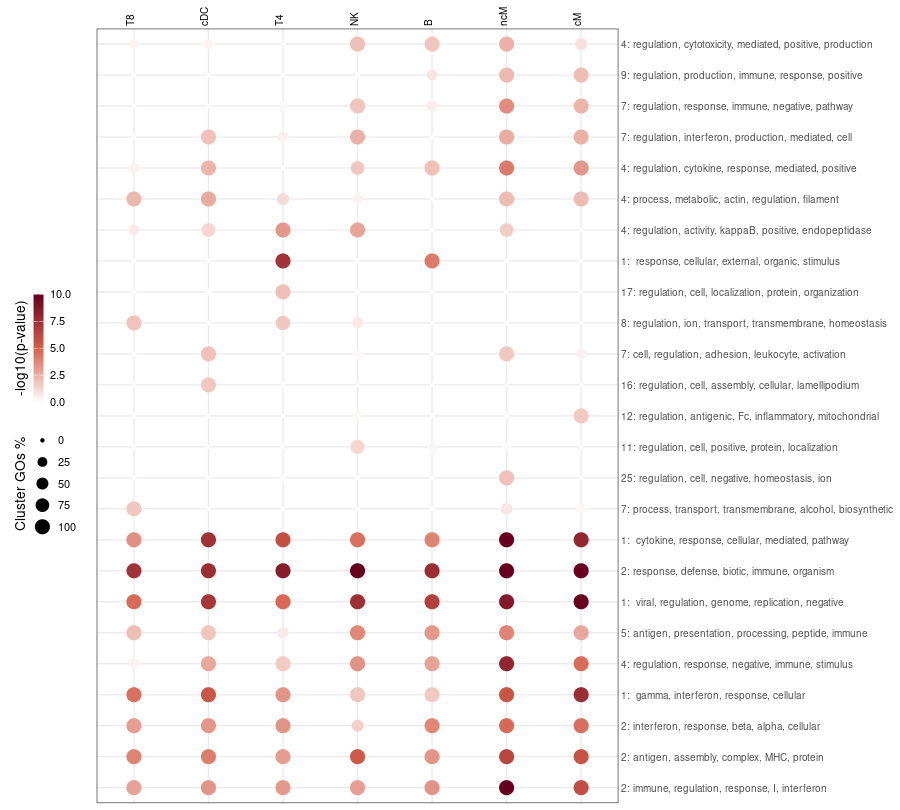 T8 cDC T4 NK B ncM cM
4: regulation, cytotoxicity, mediated, positive, production
9: regulation, production, immune, response, positive
7: regulation, response, immune, negative, pathway
7: regulation, interferon, production, mediated, cell
4: regulation, cytokine, response, mediated, positive
4: process, metabolic, actin, regulation, filament
4: regulation, activity, kappaB, positive, endopeptidase
1: response, cellular, external, organic, stimulus
17: regulation, cell, localization, protein, organization
8: regulation, ion, transport, transmembrane, homeostasis
7: cell, regulation, adhesion, leukocyte, activation
16: regulation, cell, assembly, cellular, lamellipodium
12: regulation, antigenic, Fc, inflammatory, mitochondrial
11: regulation, cell, positive, protein, localization
25: regulation, cell, negative, homeostasis, ion
7: process, transport, transmembrane, alcohol, biosynthetic
1: cytokine, response, cellular, mediated, pathway
2: response, defense, biotic, immune, organism
1: viral, regulation, genome, replication, negative
5: antigen, presentation, processing, peptide, immune
4: regulation, response, negative, immune, stimulus
1: gamma, interferon, response, cellular
2: interferon, response, beta, alpha, cellular
2: antigen, assembly, complex, MHC, protein
2: immune, regulation, response, I, interferon
-log10(p-value)
10.0
7.5
5.0
2.5
0.0
Cluster GOs %
0
25
50
75
100